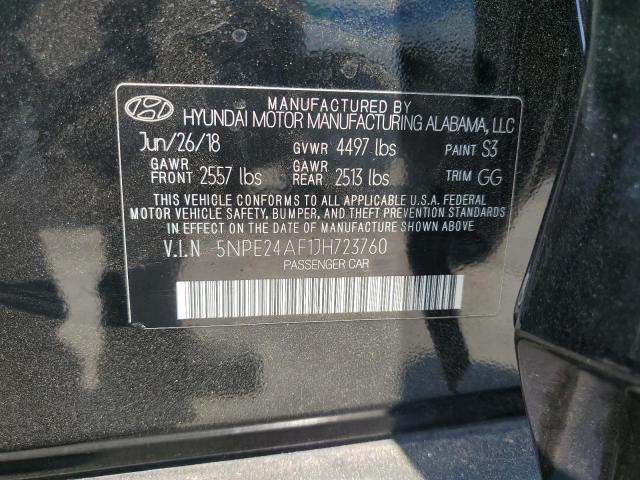 MANUFACTURED BY
HYUNDAI MOTOR MANUFACTURING ALABAMA, LLC
Jun/26/18 GVWR 4497 lbs PAINT S3
GAWR FRONT 2557 lbs GAWR REAR 2513 lbs TRIM GG
THIS VEHICLE CONFORMS TO ALL APPLICABLE U.S.A. FEDERAL
MOTOR VEHICLE SAFETY, BUMPER, AND THEFT PREVENTION STANDARDS
IN EFFECT ON THE DATE OF MANUFACTURE SHOWN ABOVE
V.I.N 5NPE24AF1JH723760
PASSENGER CAR